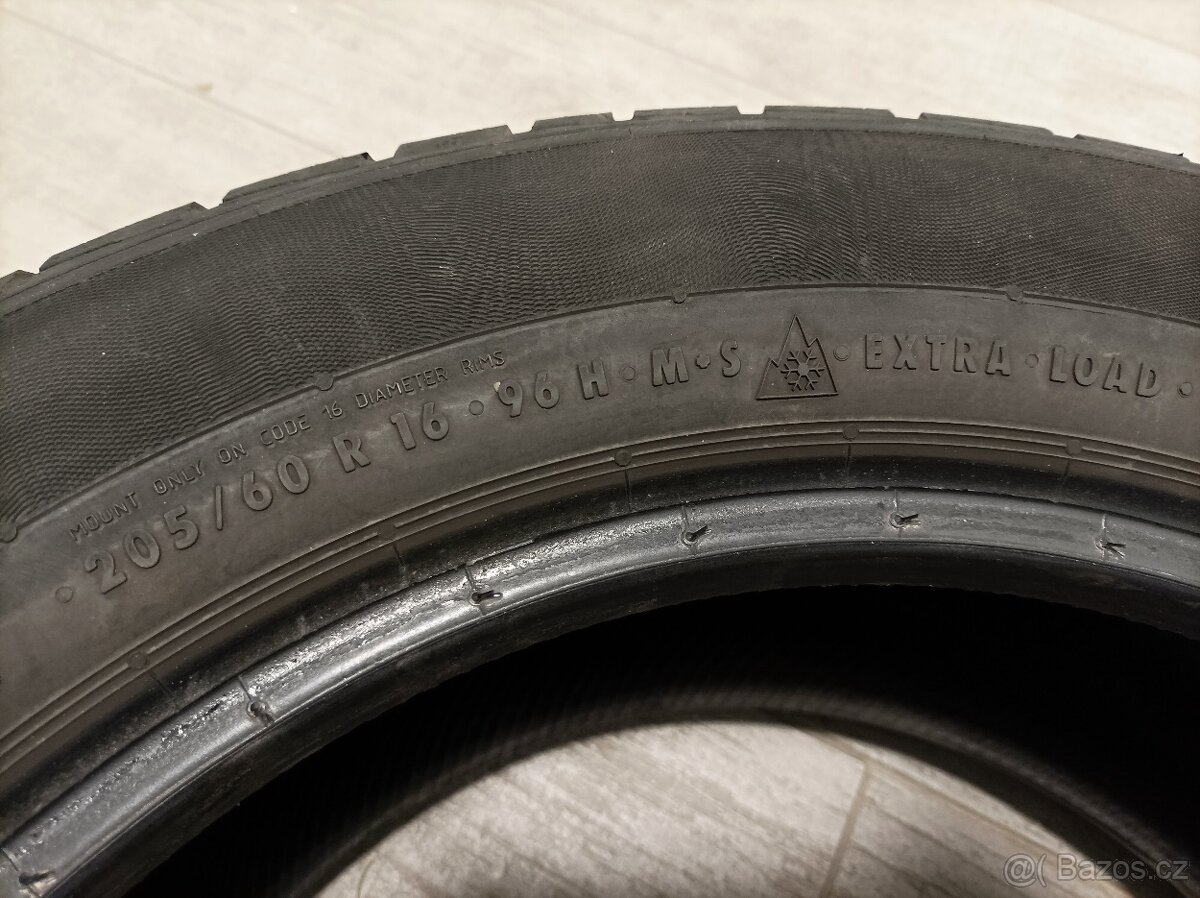 MOUNT ONLY ON CODE 16 DIAMETER RIMS
• 205/60 R 16 • 96 H • M•S • EXTRA • LOAD •
@( Bazos.cz